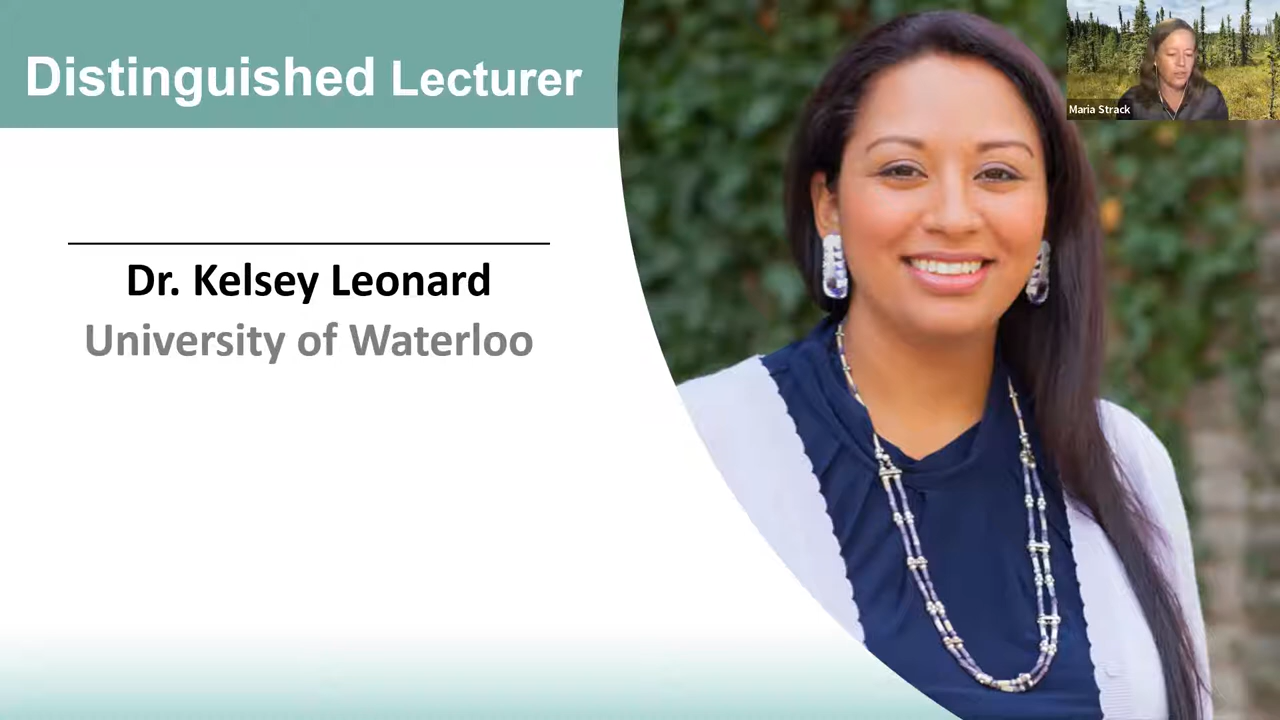 Distinguished Lecturer
Maria Strack
Dr. Kelsey Leonard
University of Waterloo